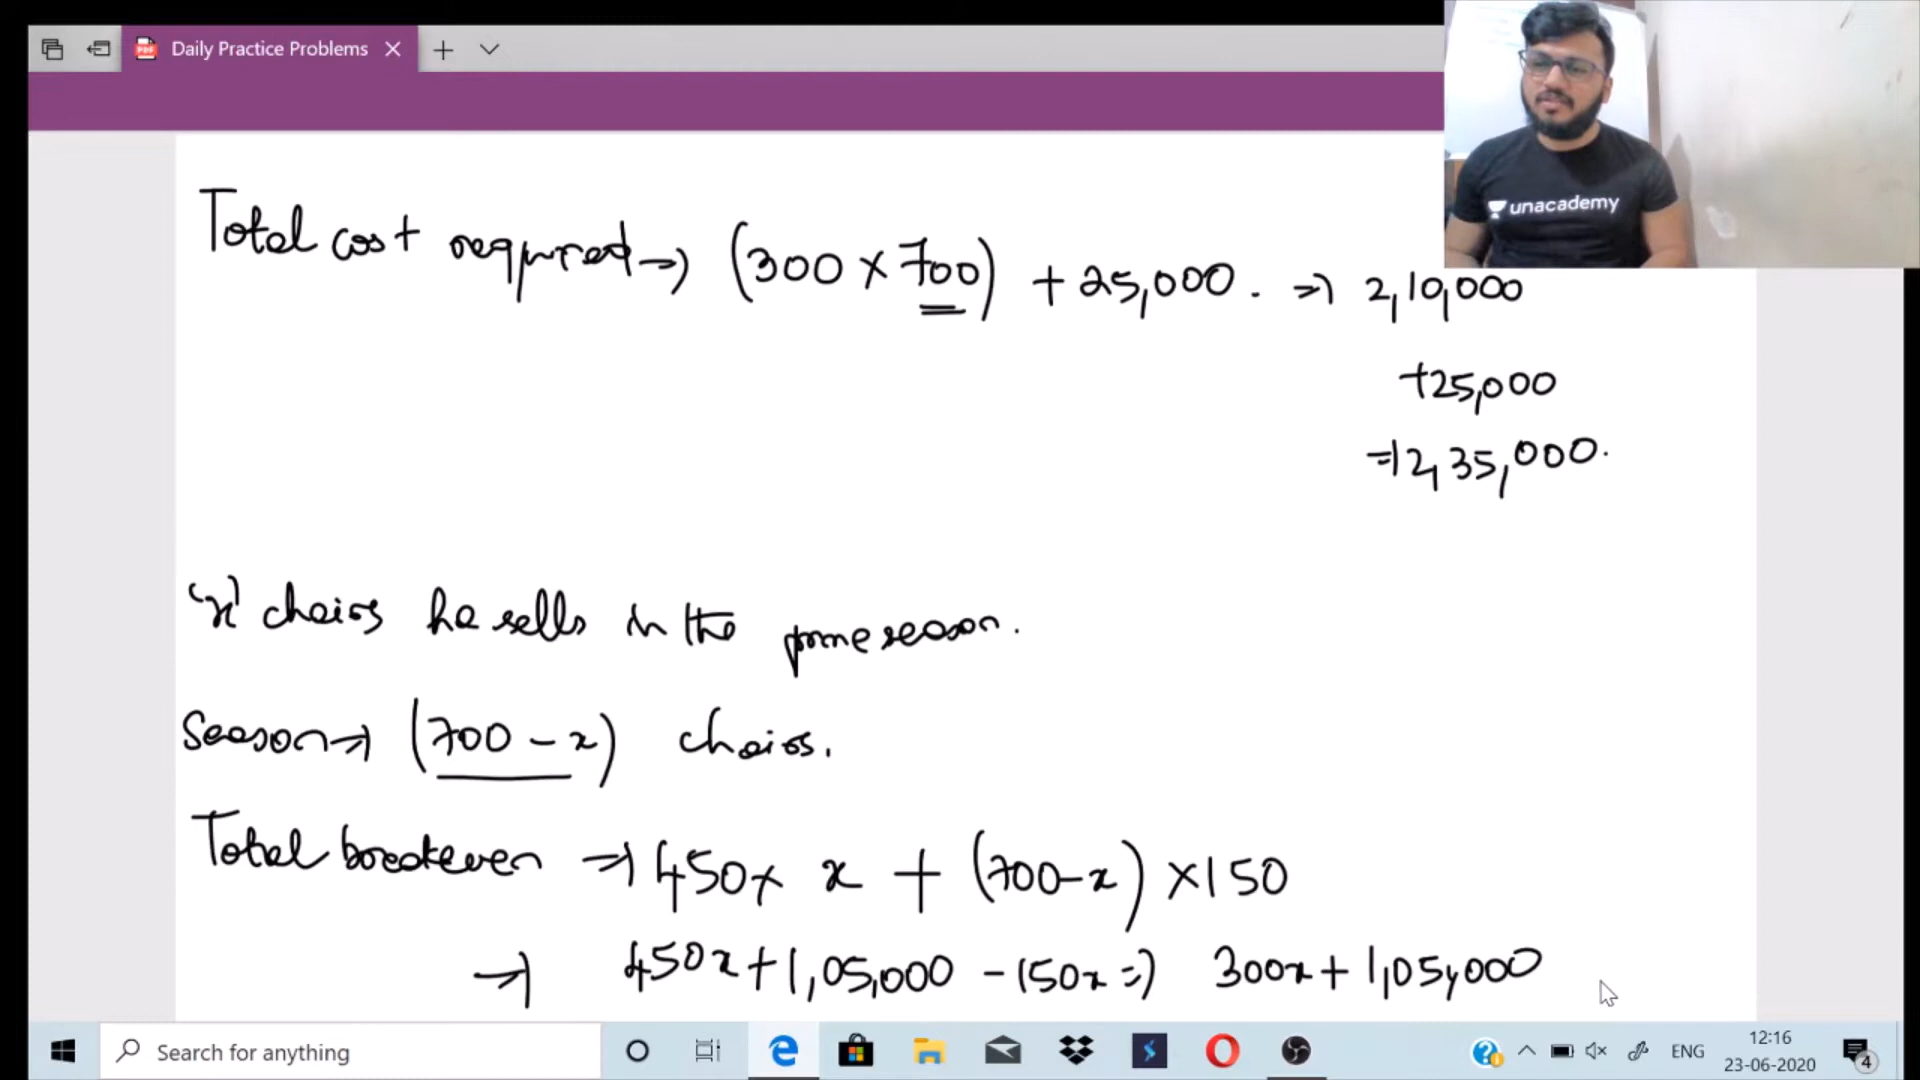 Daily Practice Problems
unacademy
Total cost required → (300 × 700) + 25,000. ⇒ 2,10,000
+25,000
⇒ 2,35,000.
'x' chairs he sells in the prime season.
Season → (700 - x) chairs.
Total breakeven ⇒ 450 × x + (700-x) ×150
⇒ 450x + 1,05,000 - 150x ⇒ 300x + 1,05,000
Search for anything
ENG
12:16
23-06-2020
4